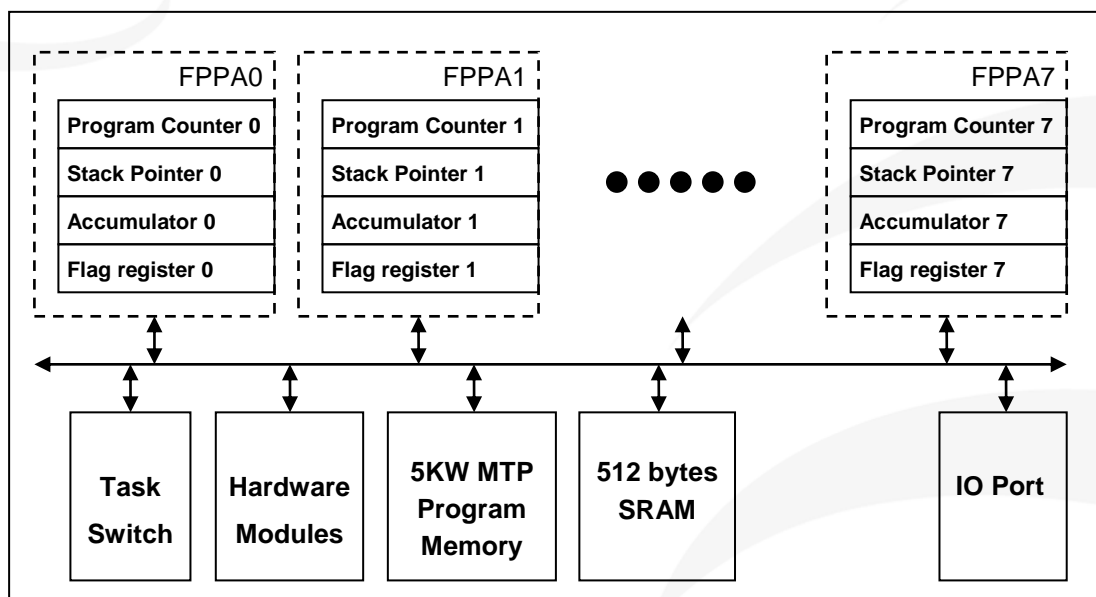 FPPA0
Program Counter 0
Stack Pointer 0
Accumulator 0
Flag register 0
FPPA1
Program Counter 1
Stack Pointer 1
Accumulator 1
Flag register 1
FPPA7
Program Counter 7
Stack Pointer 7
Accumulator 7
Flag register 7
Task
Switch
Hardware
Modules
5KW MTP
Program
Memory
512 bytes
SRAM
IO Port